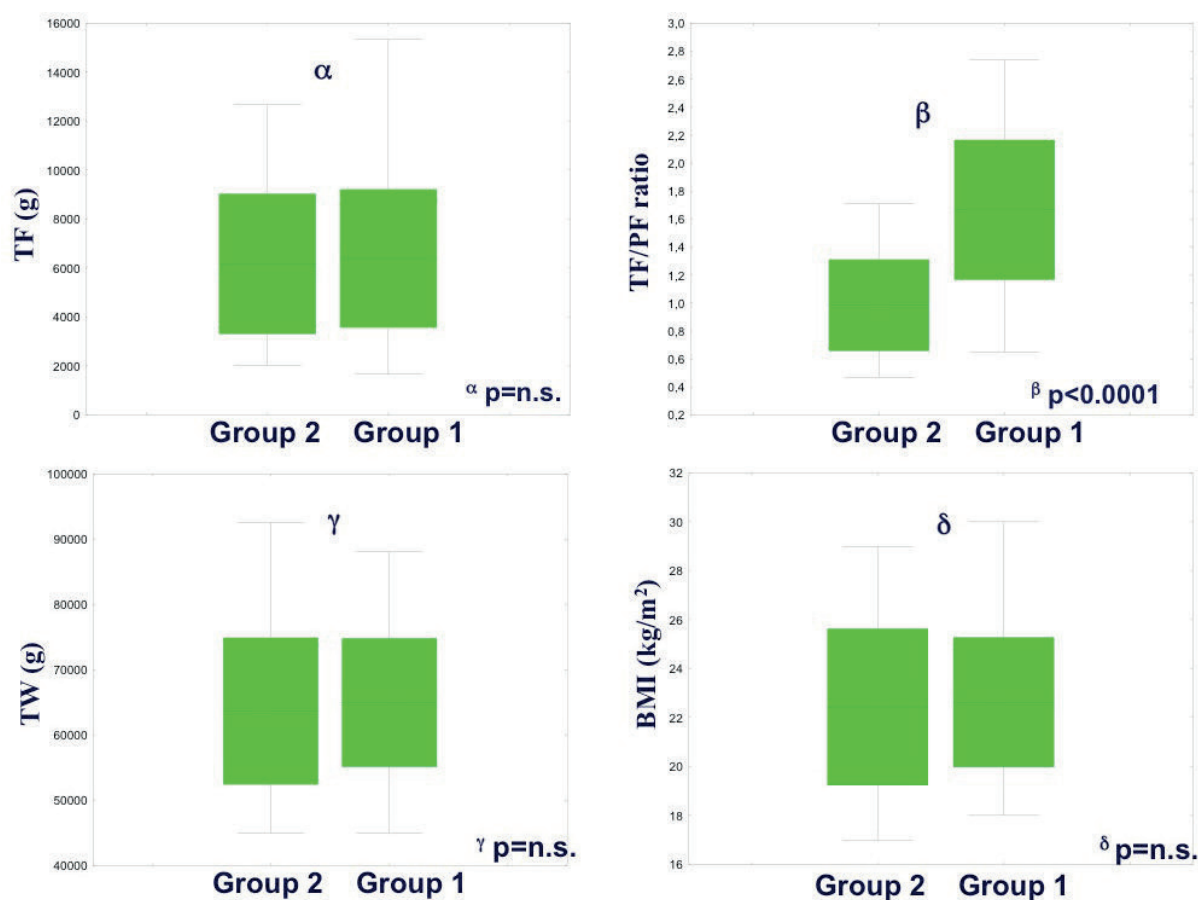 TF (g)
16000
14000
12000
10000
8000
6000
4000
2000
0
α
α p=n.s.
Group 2
Group 1
TF/PF ratio
3,0
2,8
2,6
2,4
2,2
2,0
1,8
1,6
1,4
1,2
1,0
0,8
0,6
0,4
0,2
β
β p<0.0001
Group 2
Group 1
TW (g)
100000
90000
80000
70000
60000
50000
40000
γ
γ p=n.s.
Group 2
Group 1
BMI (kg/m²)
32
30
28
26
24
22
20
18
16
δ
δ p=n.s.
Group 2
Group 1